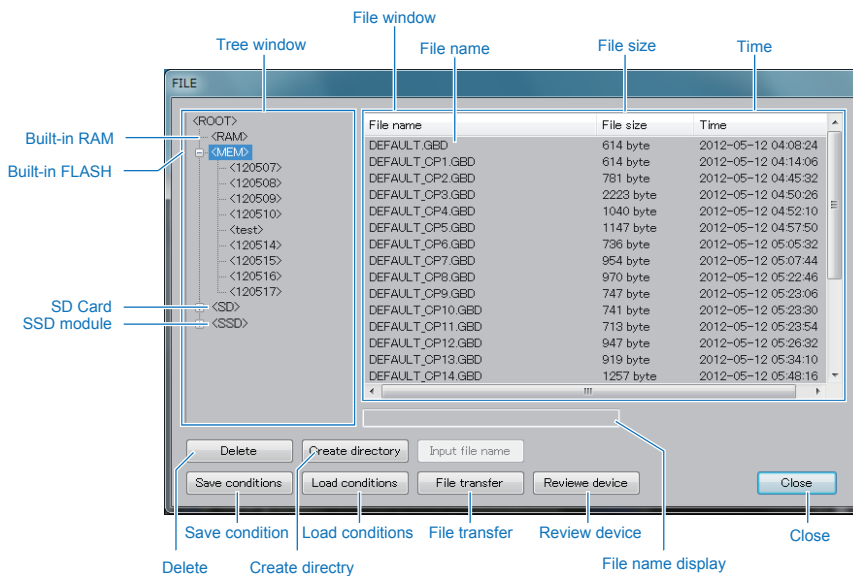 File window
Tree window File name File size Time
FILE
<ROOT>
Built-in RAM <RAM>
Built-in FLASH <MEM>
<120507>
<120508>
<120509>
<120510>
<test>
<120514>
<120515>
<120516>
<120517>
SD Card <SD>
SSD module <SSD>
File name File size Time
DEFAULT.GBD 614 byte 2012-05-12 04:08:24
DEFAULT_CP1.GBD 614 byte 2012-05-12 04:14:06
DEFAULT_CP2.GBD 781 byte 2012-05-12 04:45:32
DEFAULT_CP3.GBD 2223 byte 2012-05-12 04:50:26
DEFAULT_CP4.GBD 1040 byte 2012-05-12 04:52:10
DEFAULT_CP5.GBD 1147 byte 2012-05-12 04:57:50
DEFAULT_CP6.GBD 736 byte 2012-05-12 05:05:32
DEFAULT_CP7.GBD 954 byte 2012-05-12 05:07:44
DEFAULT_CP8.GBD 970 byte 2012-05-12 05:22:46
DEFAULT_CP9.GBD 747 byte 2012-05-12 05:23:06
DEFAULT_CP10.GBD 741 byte 2012-05-12 05:23:30
DEFAULT_CP11.GBD 713 byte 2012-05-12 05:23:54
DEFAULT_CP12.GBD 947 byte 2012-05-12 05:26:32
DEFAULT_CP13.GBD 919 byte 2012-05-12 05:34:10
DEFAULT_CP14.GBD 1257 byte 2012-05-12 05:48:16
Delete Create directory Input file name
Save conditions Load conditions File transfer Reviewe device Close
Save condition Load conditions File transfer Review device Close
Delete Create directry File name display